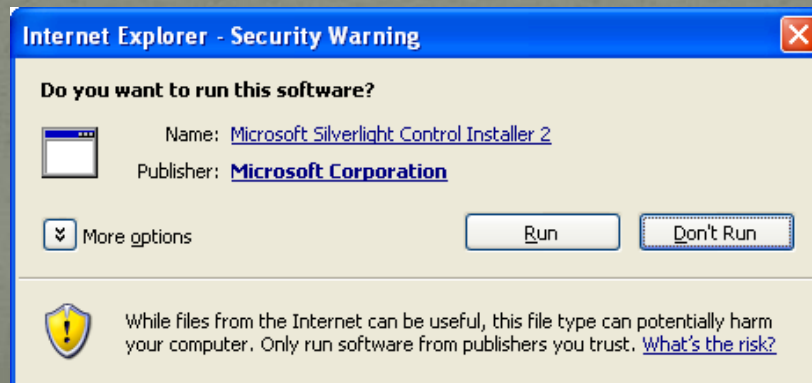 Internet Explorer - Security Warning
Do you want to run this software?
Name: Microsoft Silverlight Control Installer 2
Publisher: Microsoft Corporation
More options Run Don't Run
While files from the Internet can be useful, this file type can potentially harm
your computer. Only run software from publishers you trust. What's the risk?